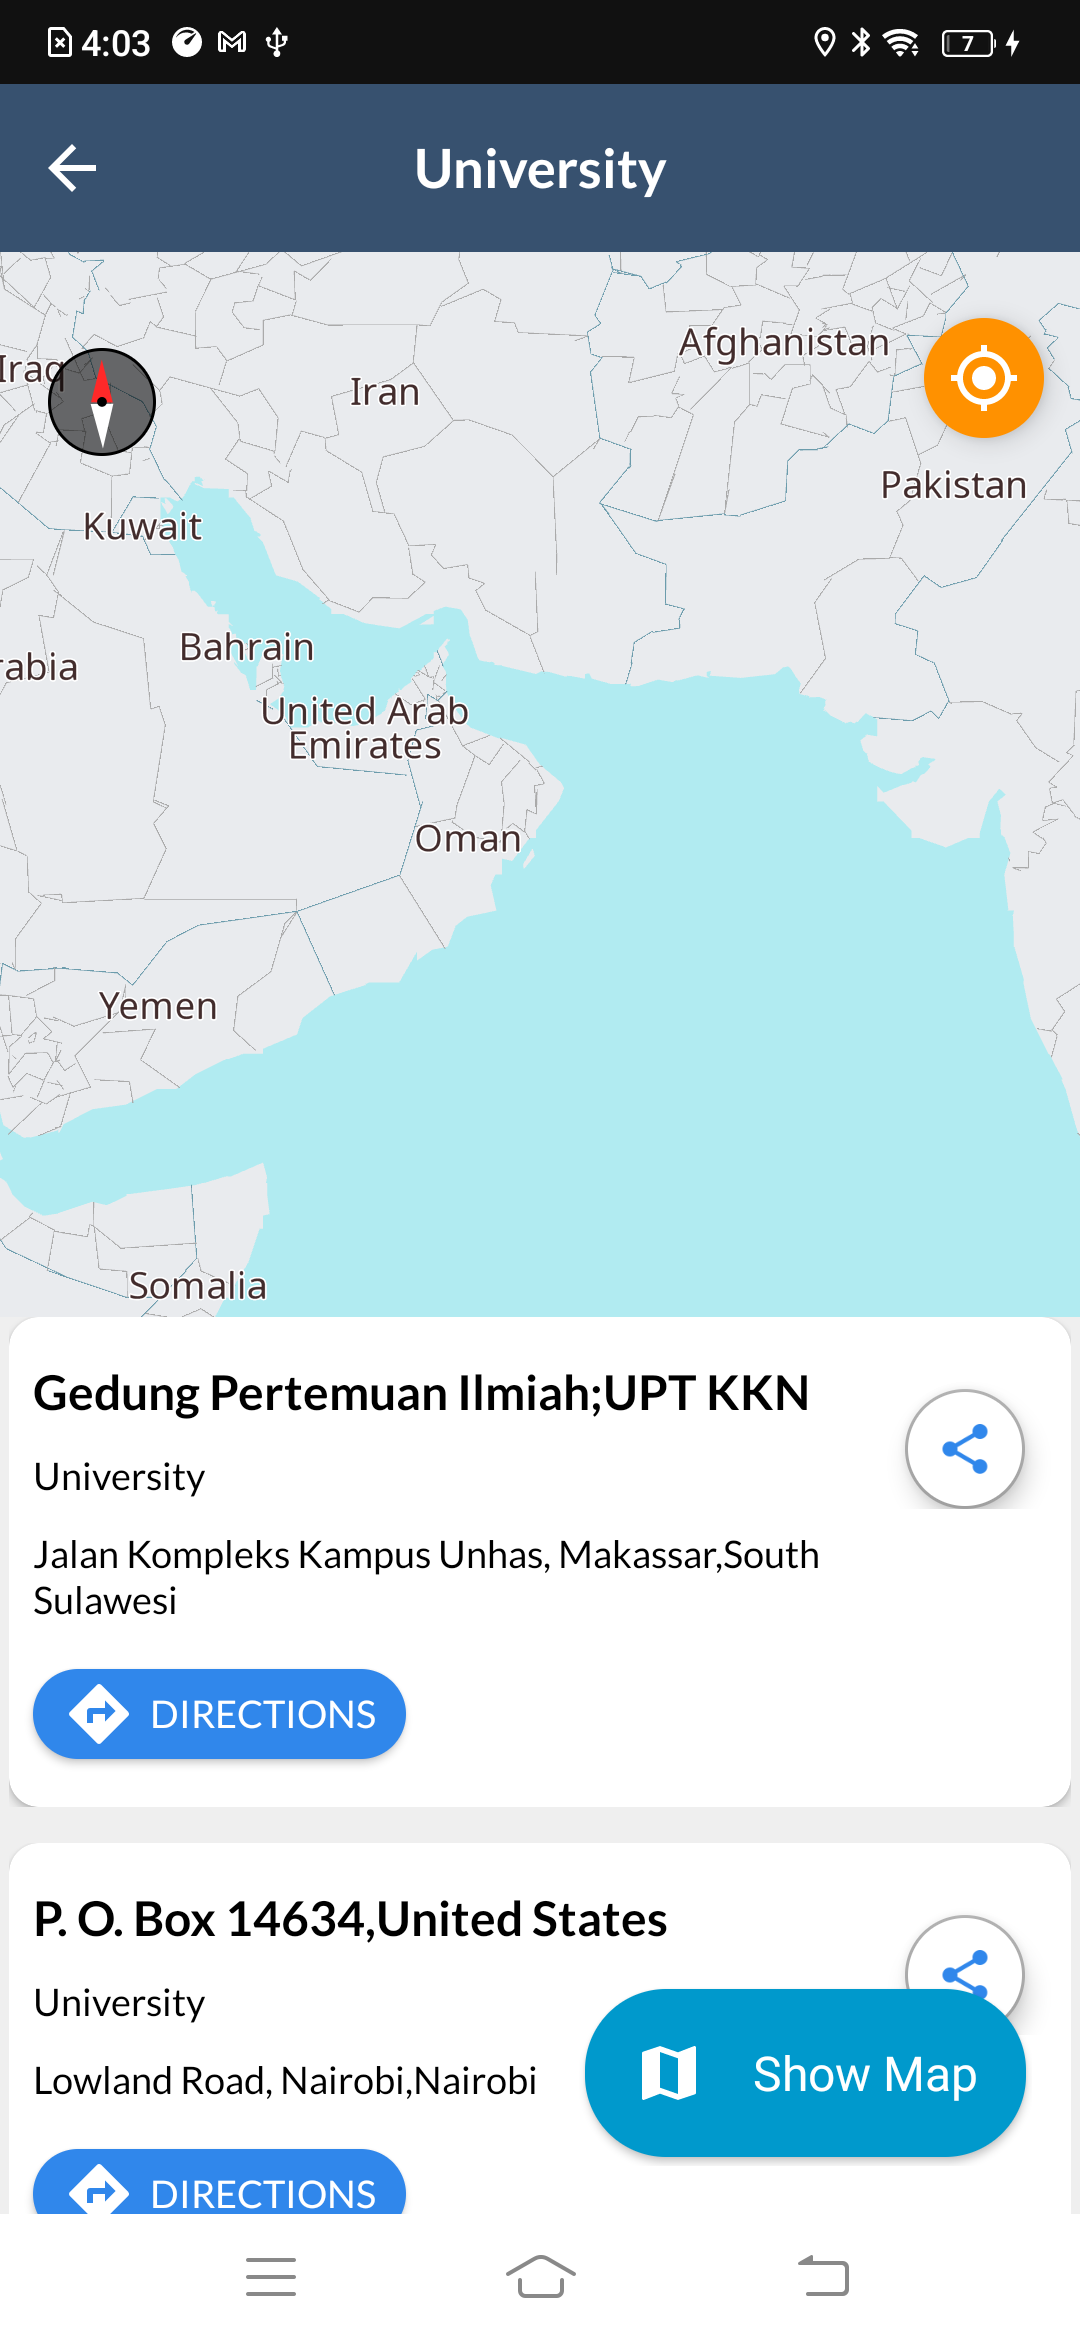 4:03
7
University
Afghanistan
Iraq
Iran
Pakistan
Kuwait
Bahrain
rabia
United Arab
Emirates
Oman
Yemen
Somalia
Gedung Pertemuan Ilmiah;UPT KKN
University
Jalan Kompleks Kampus Unhas, Makassar,South
Sulawesi
DIRECTIONS
P. O. Box 14634,United States
University
Lowland Road, Nairobi,Nairobi
Show Map
DIRECTIONS